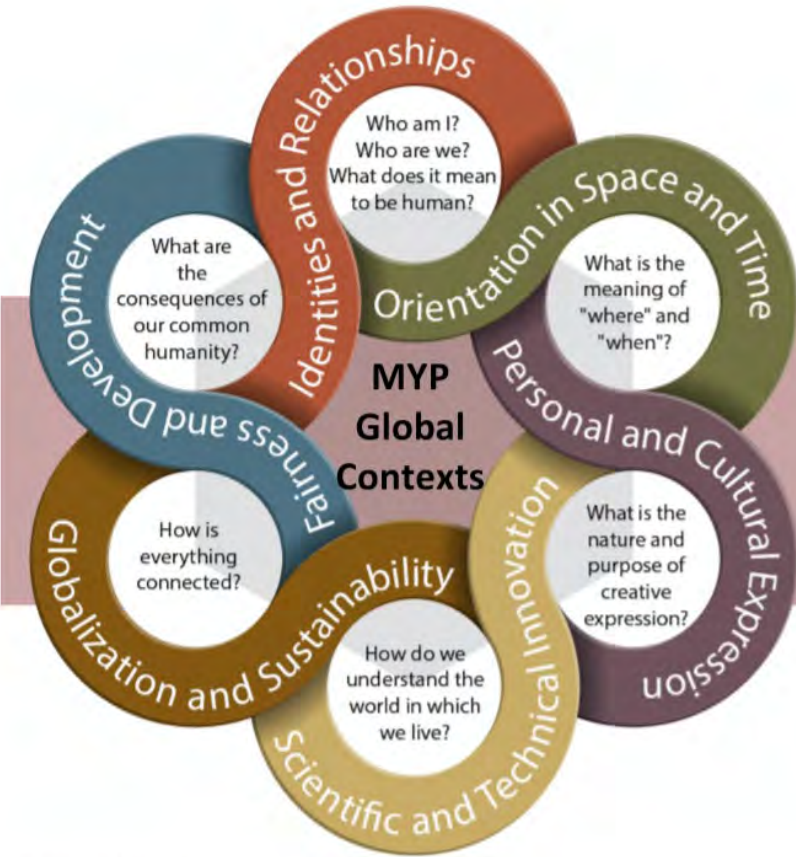 Identities and Relationships
Who am I?
Who are we?
What does it mean
to be human?
Orientation in Space and Time
What is the
meaning of
"where" and
"when"?
Personal and Cultural Expression
What is the
nature and
purpose of
creative
expression?
Scientific and Technical Innovation
How do we
understand the
world in which
we live?
Globalization and Sustainability
How is
everything
connected?
Fairness and Development
What are
the
consequences of
our common
humanity?
MYP
Global
Contexts